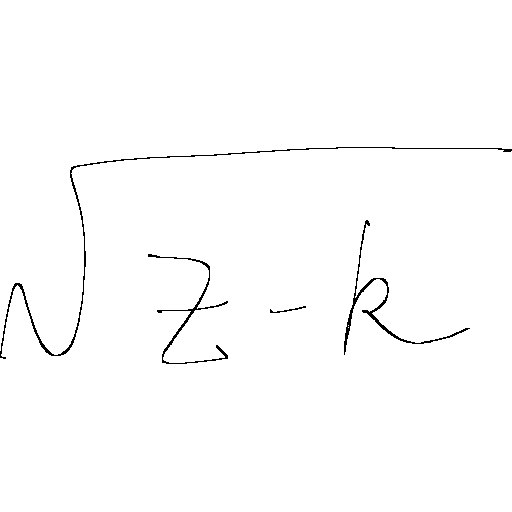 √(z - k)